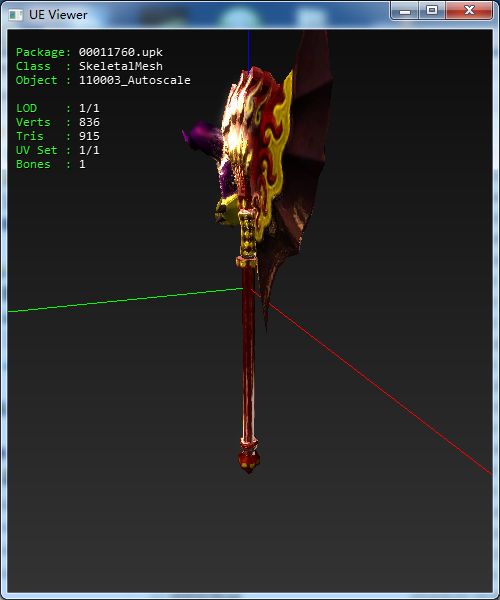 UE Viewer
Package: 00011760.upk
Class : SkeletalMesh
Object : 110003_Autoscale
LOD : 1/1
Verts : 836
Tris : 915
UV Set : 1/1
Bones : 1